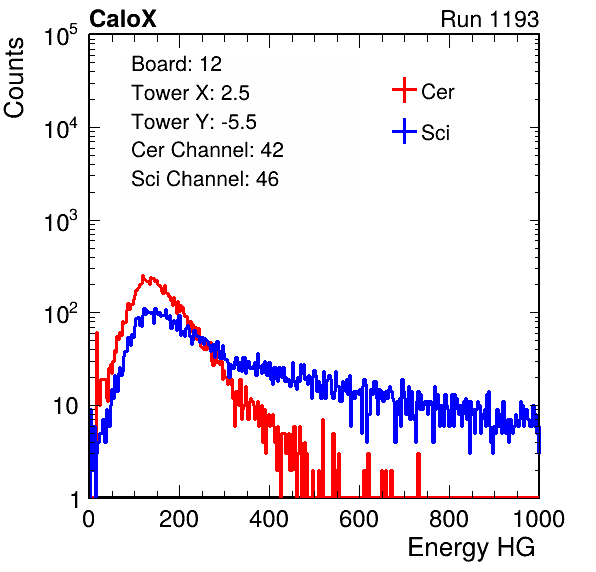 CaloX Run 1193
Counts
10^5
10^4
10^3
10^2
10
1
Board: 12
Tower X: 2.5
Tower Y: -5.5
Cer Channel: 42
Sci Channel: 46
Cer
Sci
0 200 400 600 800 1000
Energy HG